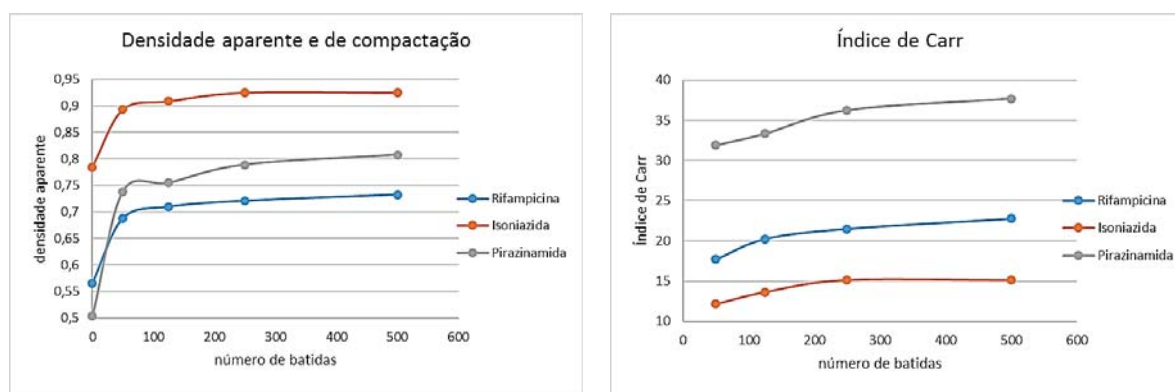 Densidade aparente e de compactação
densidade aparente
0,95
0,9
0,85
0,8
0,75
0,7
0,65
0,6
0,55
0,5
0 100 200 300 400 500 600
número de batidas
Rifampicina
Isoniazida
Pirazinamida
Índice de Carr
Índice de Carr
40
35
30
25
20
15
10
0 100 200 300 400 500 600
número de batidas
Rifampicina
Isoniazida
Pirazinamida